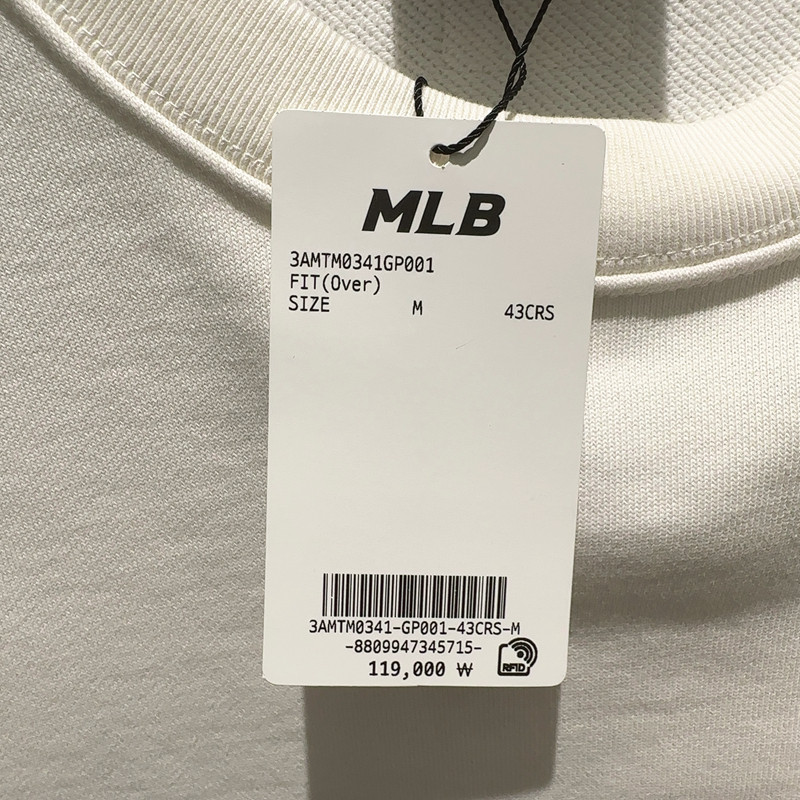 MLB
3AMTM0341GP001
FIT(Over)
SIZE M 43CRS
3AMTM0341-GP001-43CRS-M
-8809947345715-
119,000 ₩
RFID